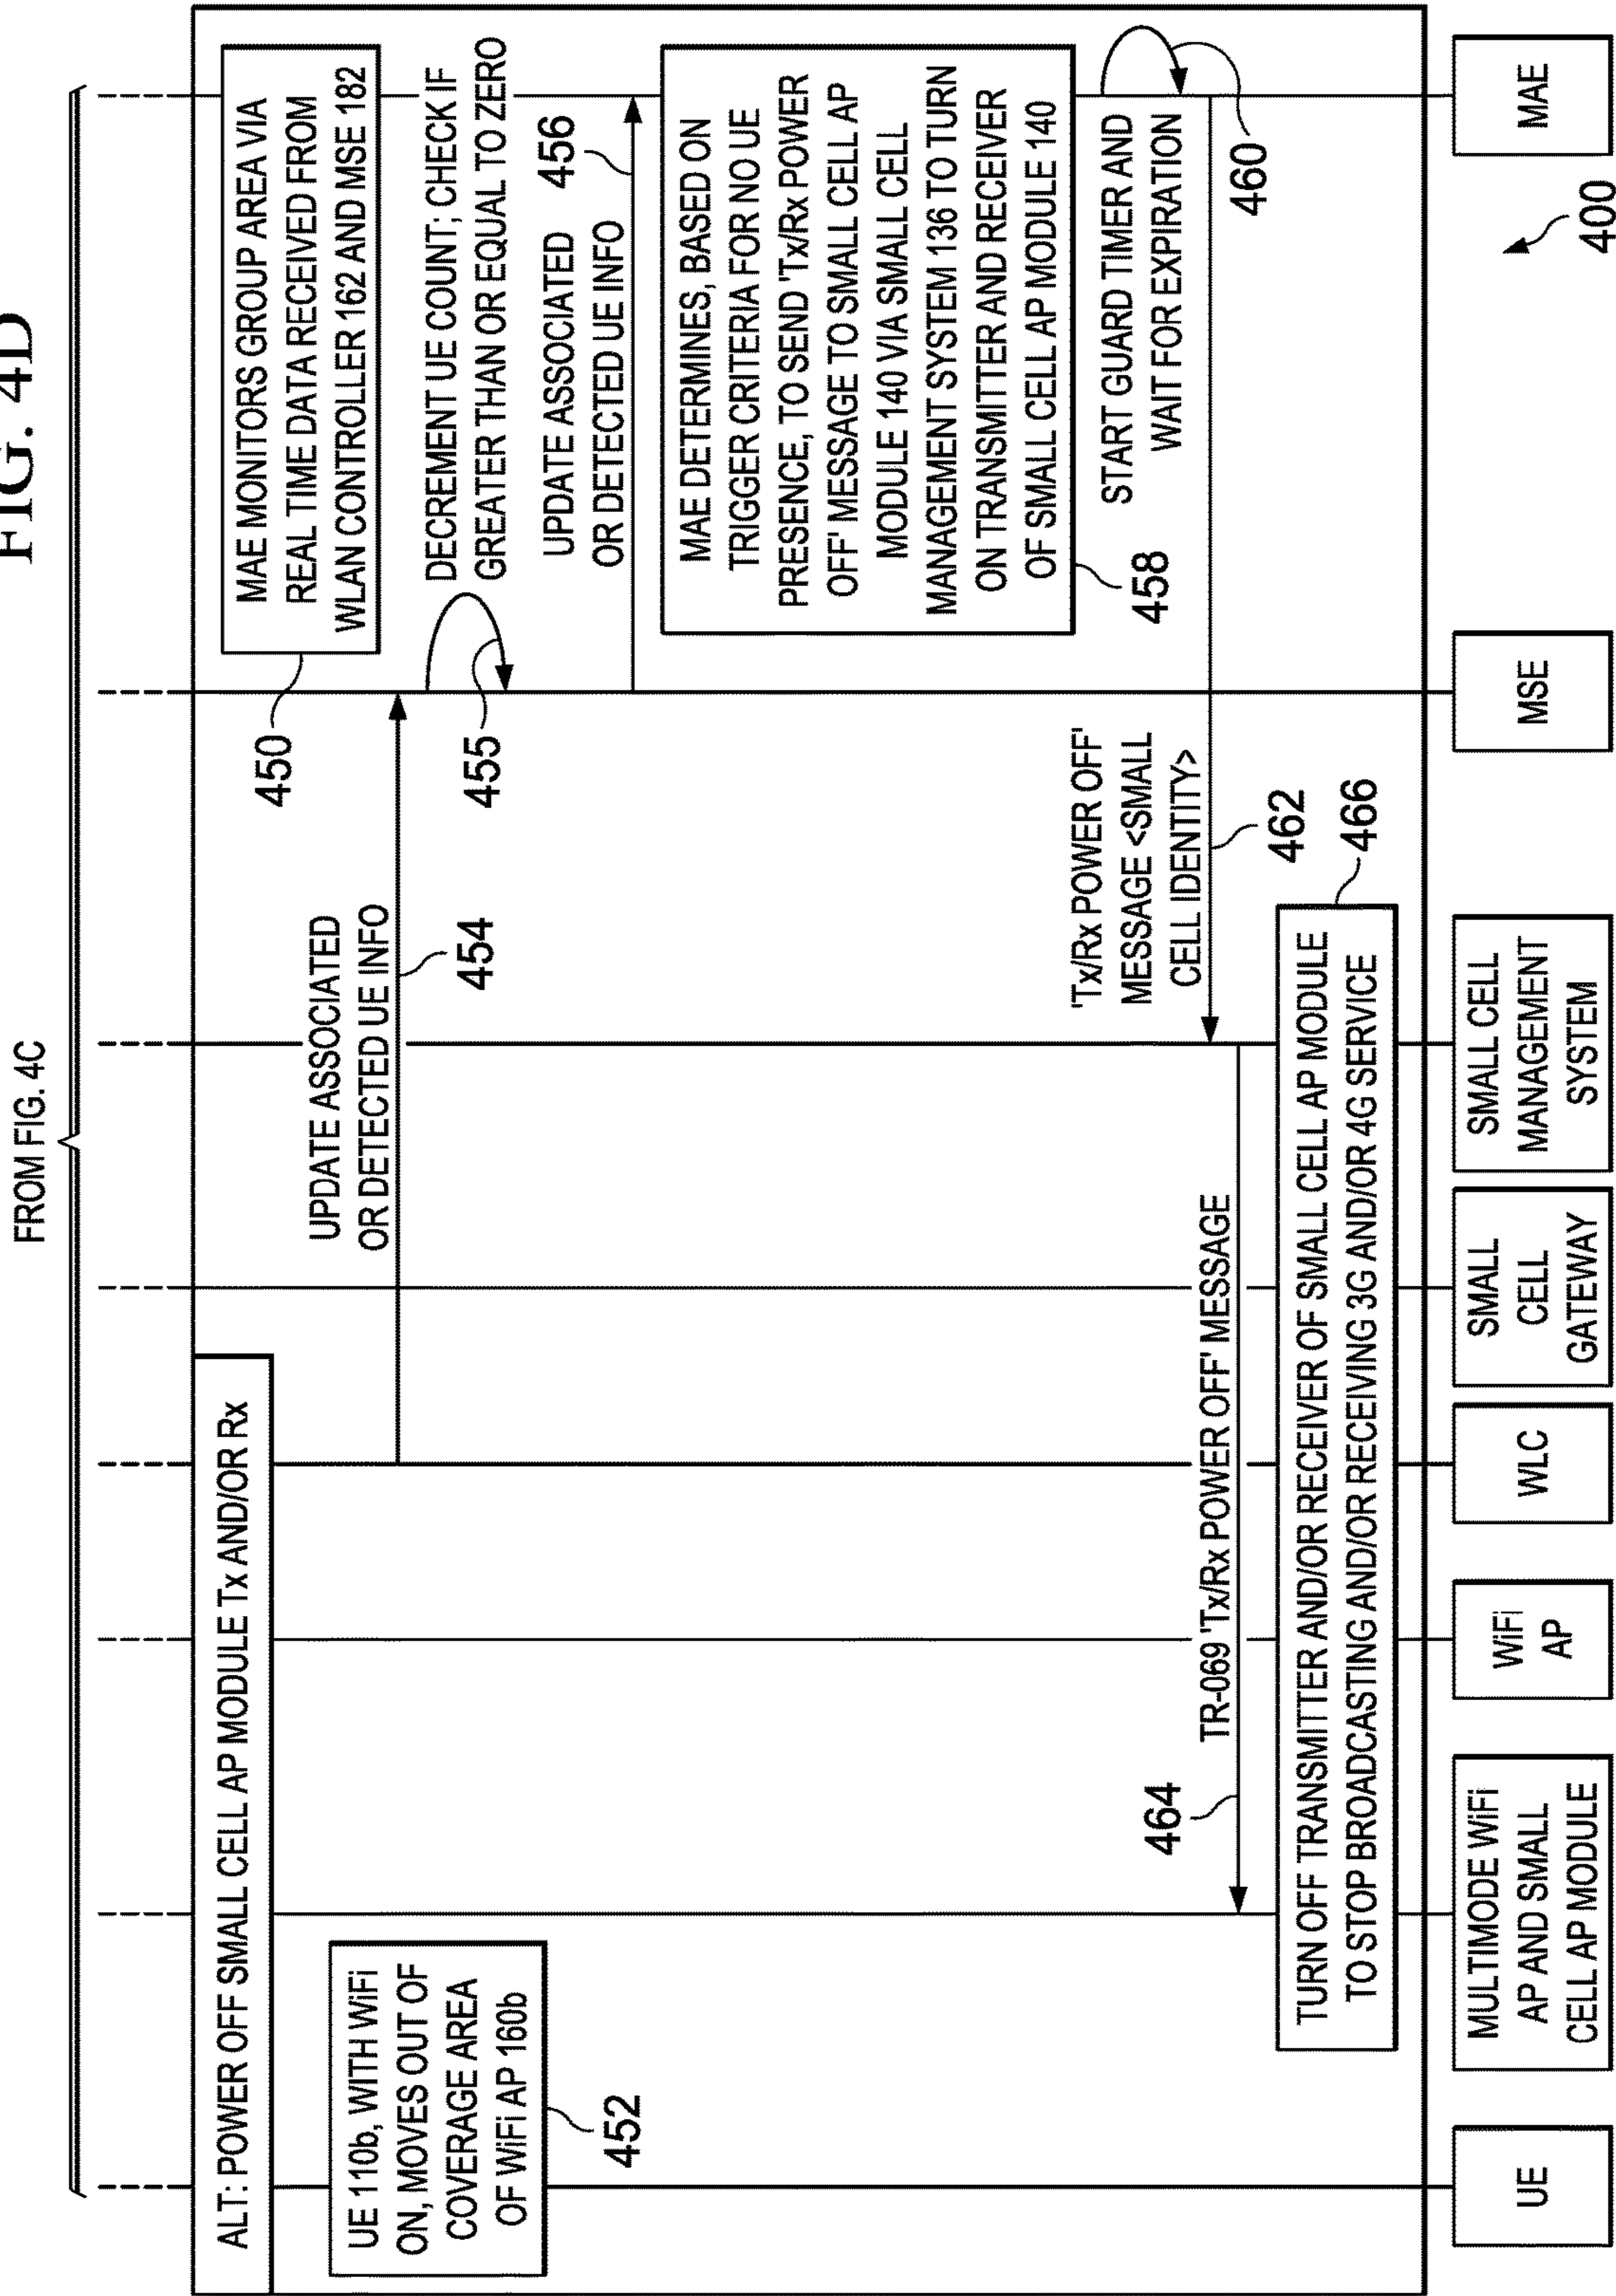 FIG. 4D
FROM FIG. 4C
ALT: POWER OFF SMALL CELL AP MODULE Tx AND/OR Rx
MAE MONITORS GROUP AREA VIA
REAL TIME DATA RECEIVED FROM
WLAN CONTROLLER 162 AND MSE 182
450
UE 110b, WITH WiFi
ON, MOVES OUT OF
COVERAGE AREA
OF WiFi AP 160b
452
UPDATE ASSOCIATED
OR DETECTED UE INFO
454
DECREMENT UE COUNT; CHECK IF
GREATER THAN OR EQUAL TO ZERO
455
UPDATE ASSOCIATED
OR DETECTED UE INFO
456
MAE DETERMINES, BASED ON
TRIGGER CRITERIA FOR NO UE
PRESENCE, TO SEND 'Tx/Rx POWER
OFF' MESSAGE TO SMALL CELL AP
MODULE 140 VIA SMALL CELL
MANAGEMENT SYSTEM 136 TO TURN
ON TRANSMITTER AND RECEIVER
OF SMALL CELL AP MODULE 140
458
START GUARD TIMER AND
WAIT FOR EXPIRATION
460
'Tx/Rx POWER OFF'
MESSAGE <SMALL
CELL IDENTITY>
462
TR-069 'Tx/Rx POWER OFF' MESSAGE
464
TURN OFF TRANSMITTER AND/OR RECEIVER OF SMALL CELL AP MODULE
TO STOP BROADCASTING AND/OR RECEIVING 3G AND/OR 4G SERVICE
466
UE
MULTIMODE WiFi
AP AND SMALL
CELL AP MODULE
WiFi
AP
WLC
SMALL
CELL
GATEWAY
SMALL CELL
MANAGEMENT
SYSTEM
MSE
MAE
400